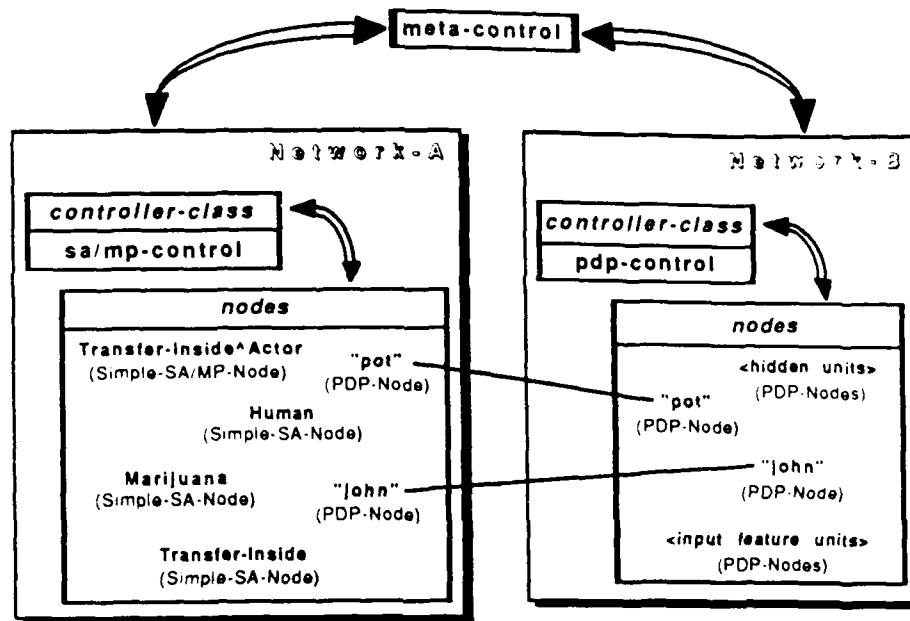 meta-control
Network-A
controller-class
sa/mp-control
nodes
Transfer-Inside^Actor
(Simple-SA/MP-Node)
"pot"
(PDP-Node)
Human
(Simple-SA-Node)
Marijuana
(Simple-SA-Node)
"john"
(PDP-Node)
Transfer-Inside
(Simple-SA-Node)
Network-B
controller-class
pdp-control
nodes
<hidden units>
(PDP-Nodes)
"pot"
(PDP-Node)
"john"
(PDP-Node)
<input feature units>
(PDP-Nodes)